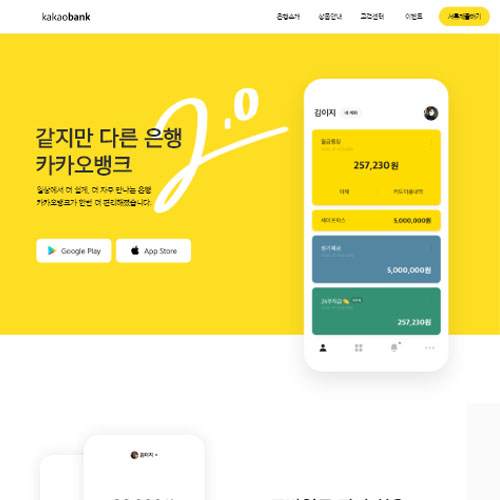 kakaobank
은행소개 상품안내 고객센터 이벤트 서류제출하기
2.0
같지만 다른 은행
카카오뱅크
일상에서 더 쉽게, 더 자주 만나는 은행
카카오뱅크가 한번 더 편리해졌습니다.
Google Play
App Store
김이지 내 계좌
월급통장
257,230원
이체 카드이용내역
세이프박스 5,000,000원
정기예금
5,000,000원
26주적금
257,230원
김이지